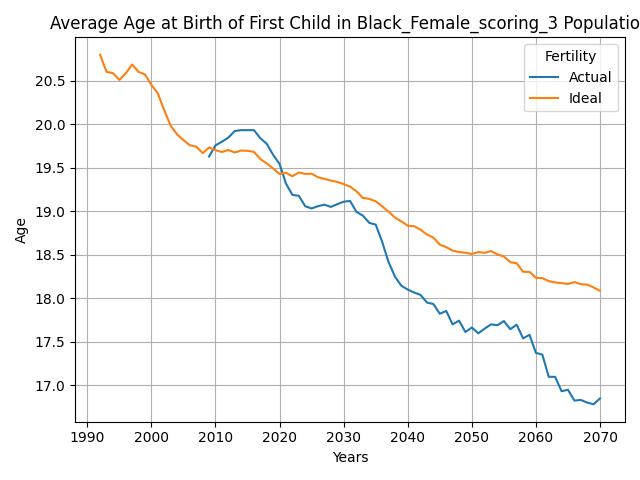 Average Age at Birth of First Child in Black_Female_scoring_3 Populatio
Fertility
Actual
Ideal
20.5
20.0
19.5
19.0
18.5
18.0
17.5
17.0
Age
1990 2000 2010 2020 2030 2040 2050 2060 2070
Years